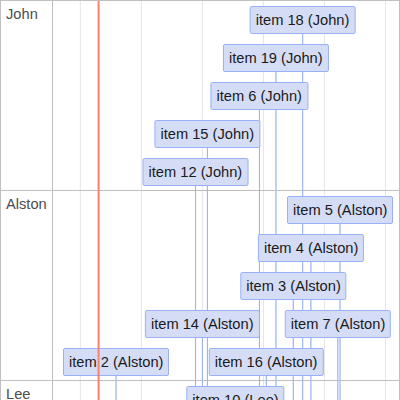 John
item 18 (John)
item 19 (John)
item 6 (John)
item 15 (John)
item 12 (John)
Alston
item 5 (Alston)
item 4 (Alston)
item 3 (Alston)
item 14 (Alston)
item 7 (Alston)
item 2 (Alston)
item 16 (Alston)
Lee
item 10 (Lee)